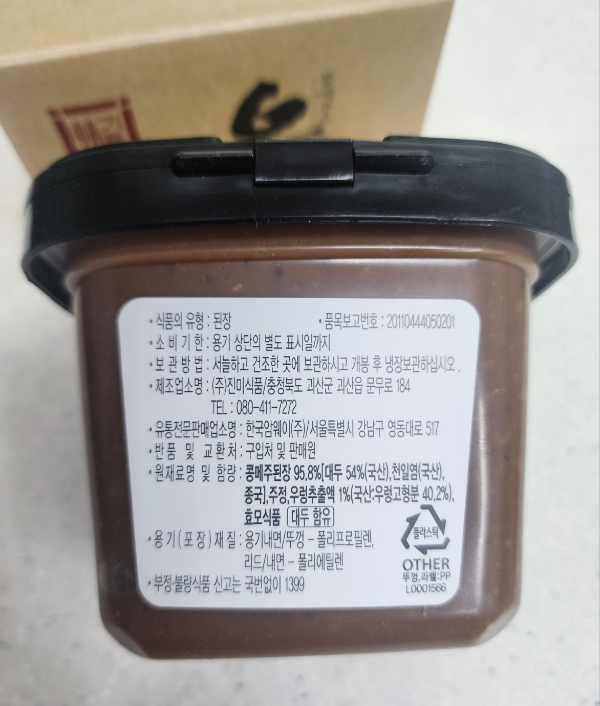 • 식품의 유형 : 된장 • 품목보고번호 : 20110444050201
• 소 비 기 한 : 용기 상단의 별도 표시일까지
• 보 관 방 법 : 서늘하고 건조한 곳에 보관하시고 개봉 후 냉장보관하십시오.
• 제조업소명 : (주)진미식품/충청북도 괴산군 괴산읍 문무로 184
TEL : 080-411-7272
• 유통전문판매업소명 : 한국암웨이(주)/서울특별시 강남구 영동대로 517
• 반 품 및 교 환 처 : 구입처 및 판매원
• 원재료명 및 함량 : 콩메주된장 95.8%[대두 54%(국산),천일염(국산),
종국],주정,우렁추출액 1%(국산:우렁고형분 40.2%),
효모식품 대두 함유
• 용 기 ( 포 장 ) 재 질 : 용기내면/뚜껑 – 폴리프로필렌,
리드/내면 – 폴리에틸렌
• 부정·불량식품 신고는 국번없이 1399
플라스틱
OTHER
뚜껑,라벨:PP
L0001566